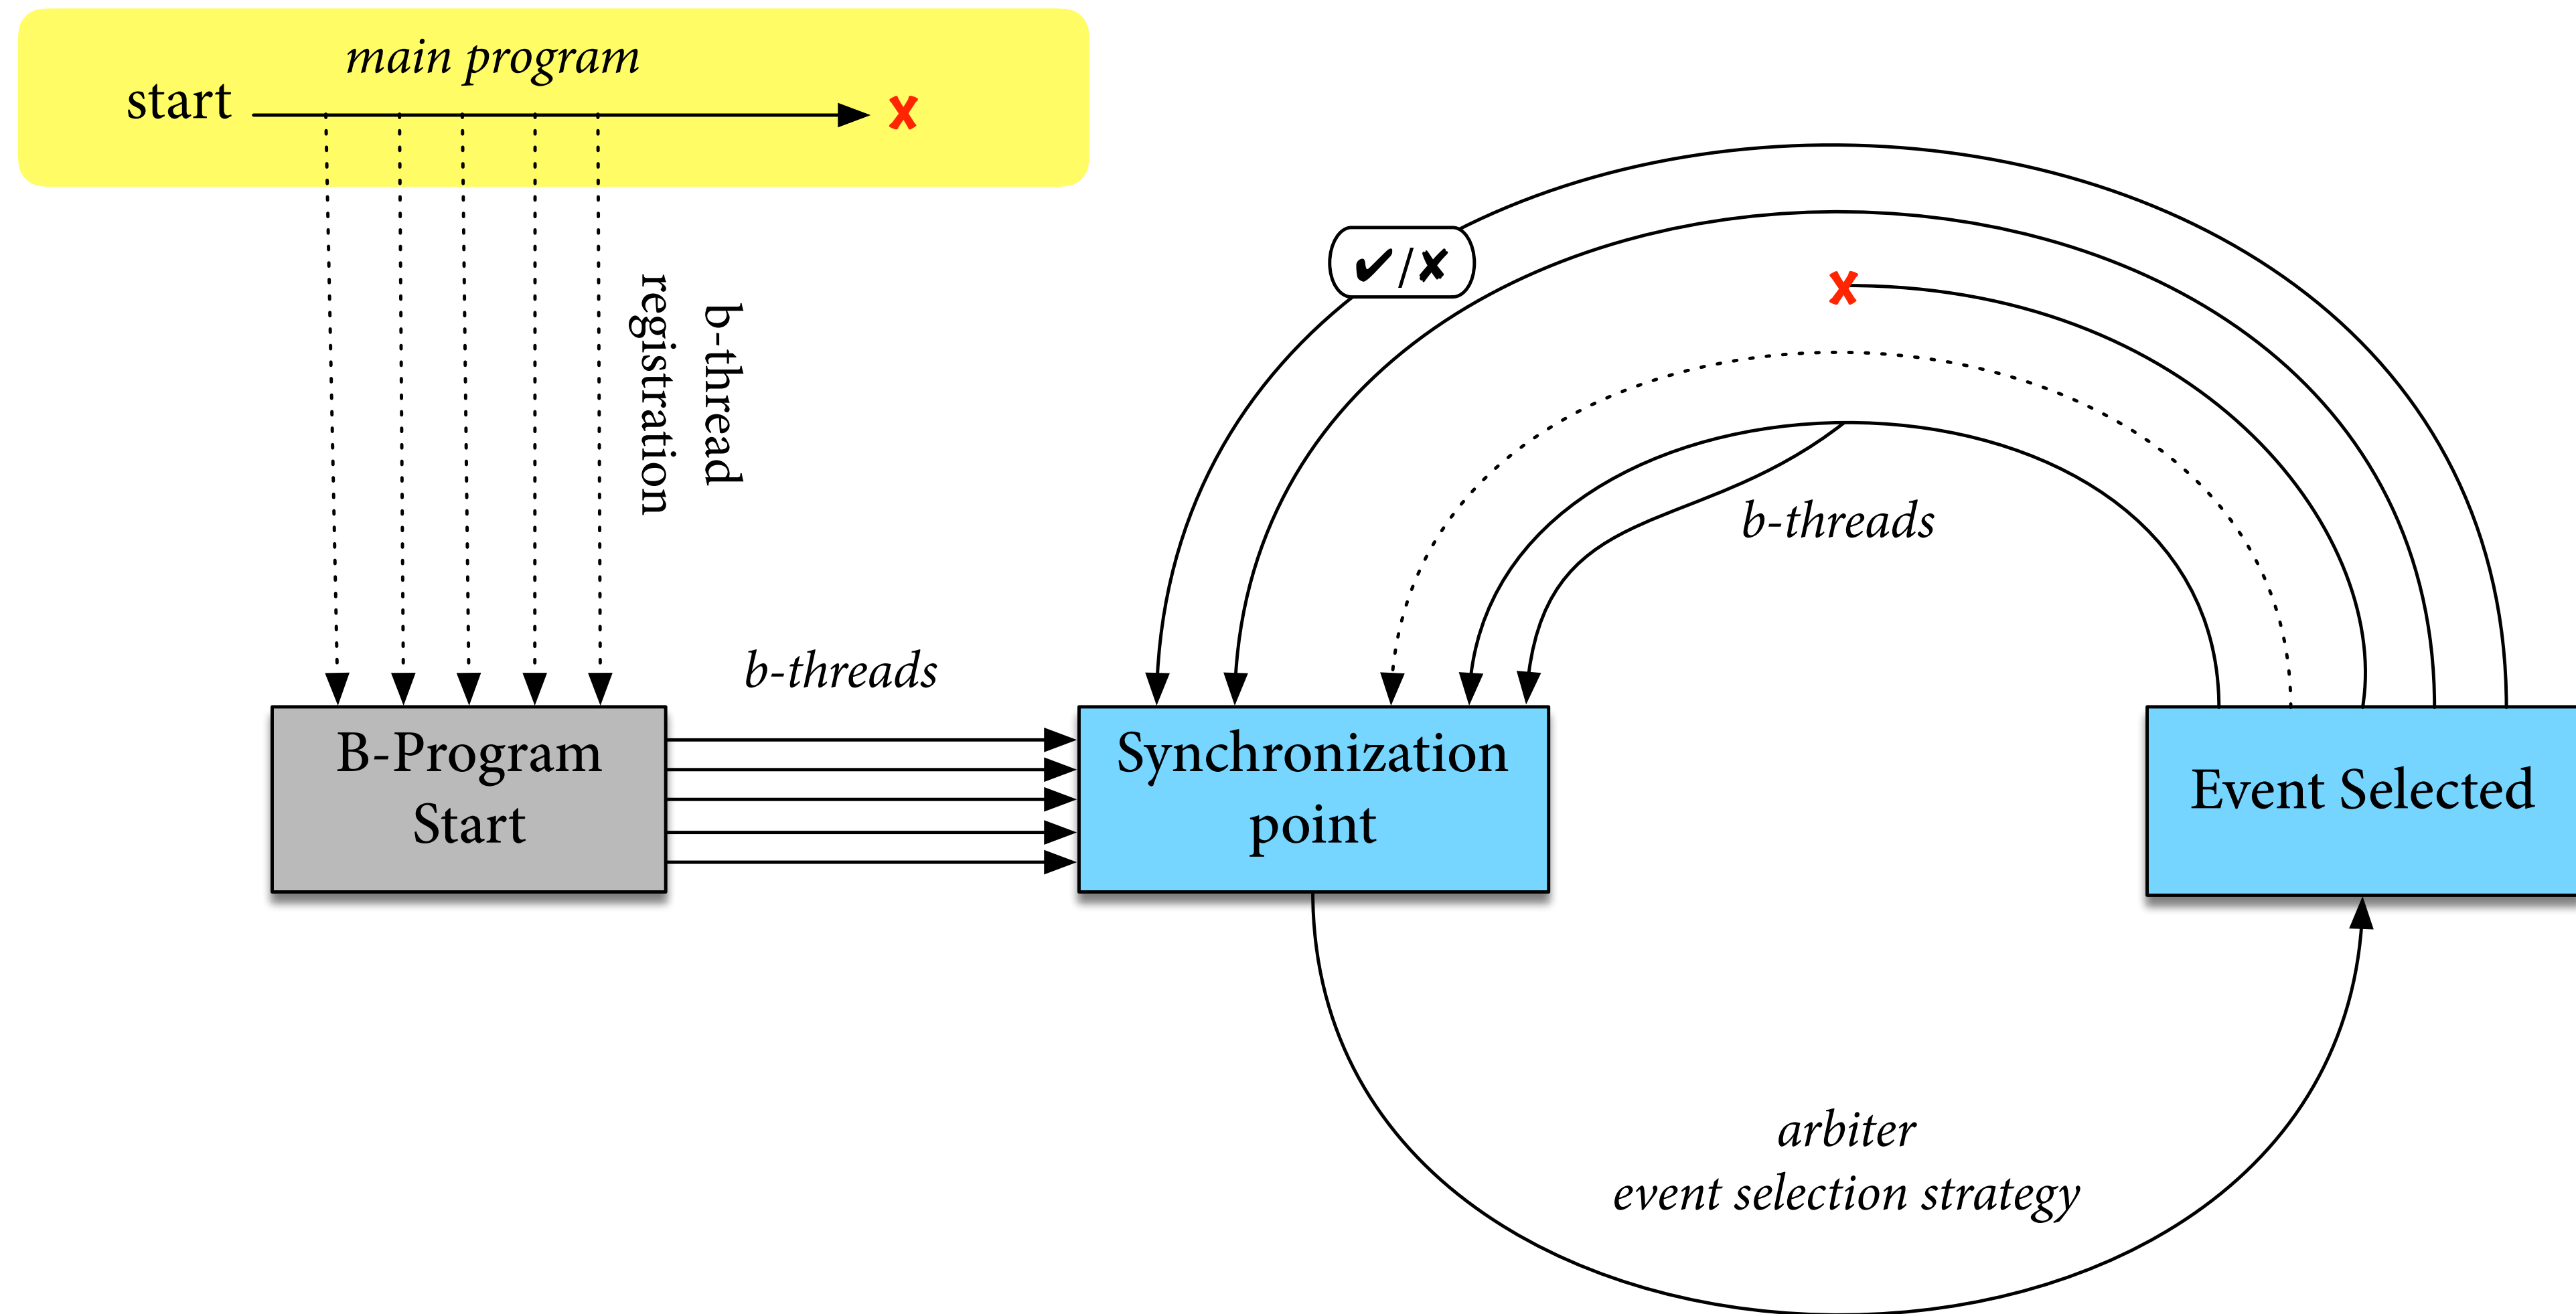 main program
start
✘
b-thread
registration
✔/✘
✘
b-threads
b-threads
B-Program
Start
Synchronization
point
Event Selected
arbiter
event selection strategy